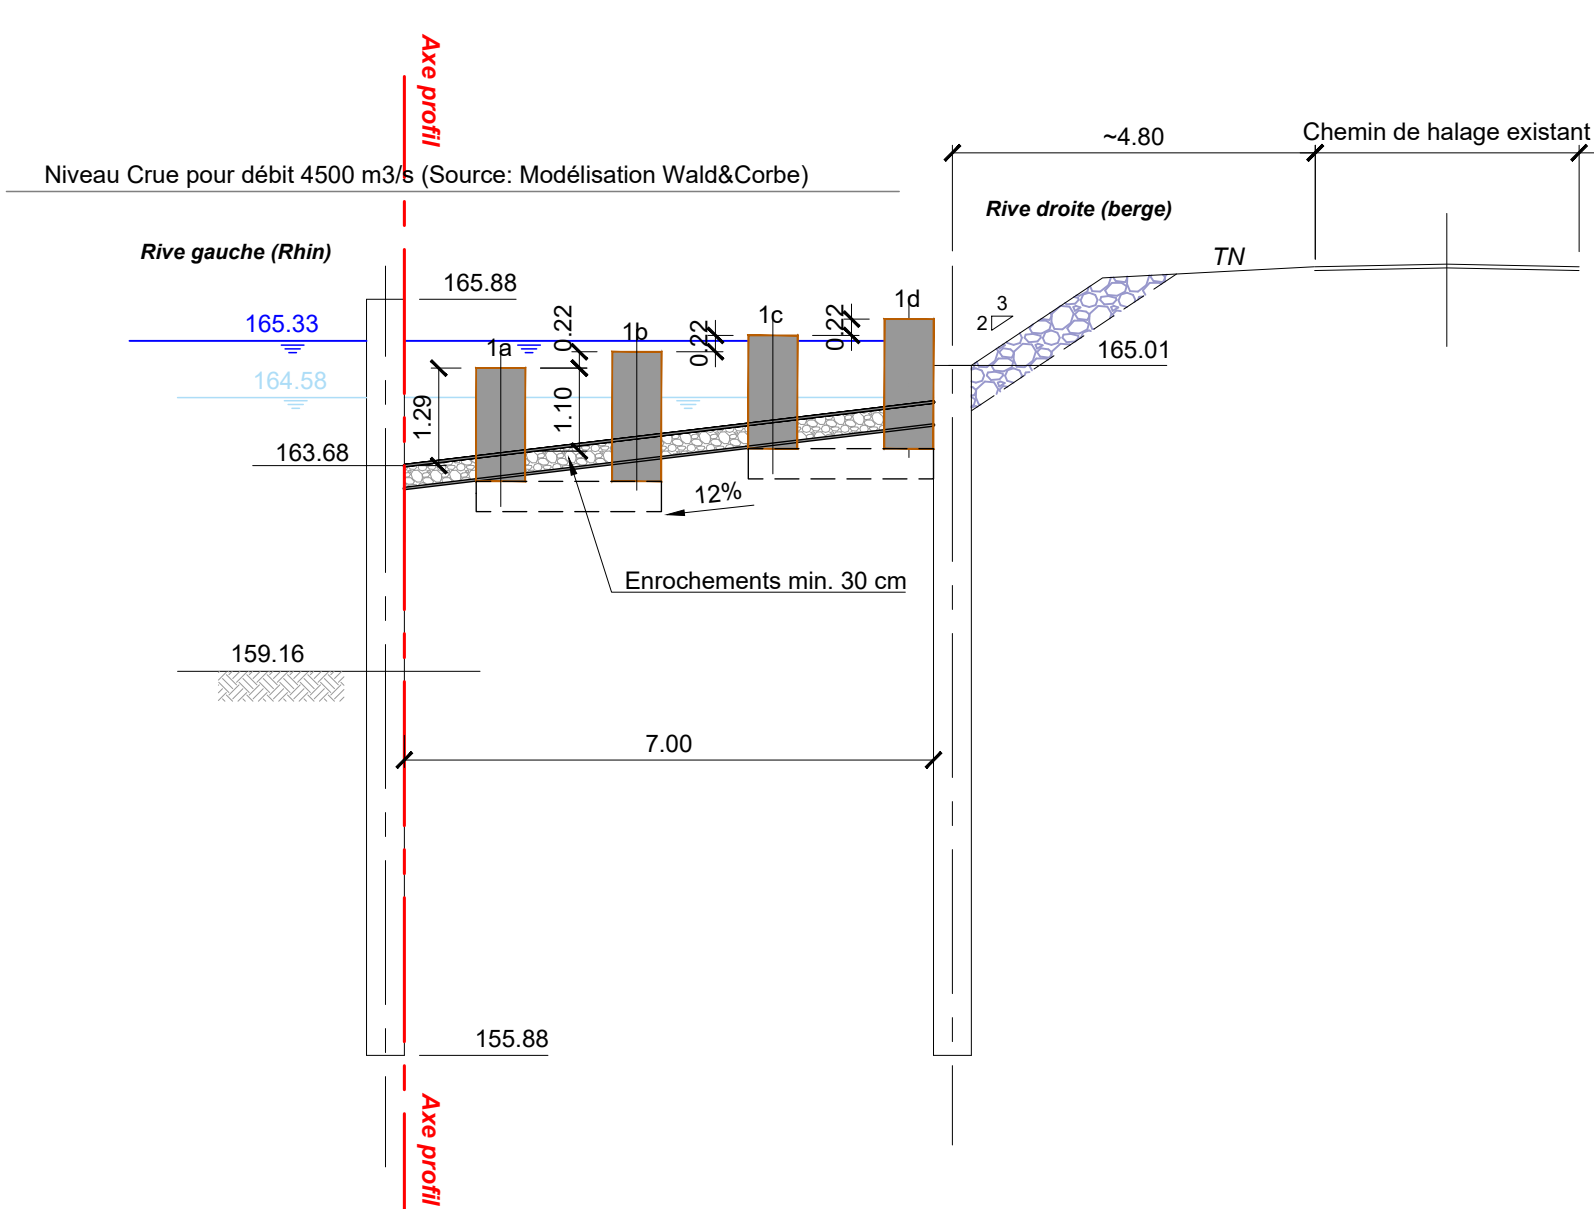 Axe profil
~4.80
Chemin de halage existant
Niveau Crue pour débit 4500 m3/s (Source: Modélisation Wald&Corbe)
Rive droite (berge)
Rive gauche (Rhin)
TN
165.88
1d
3
2
165.33
0.22
1b
0.22
1c
0.22
1a
165.01
164.58
1.29
1.10
163.68
12%
Enrochements min. 30 cm
159.16
7.00
155.88
Axe profil